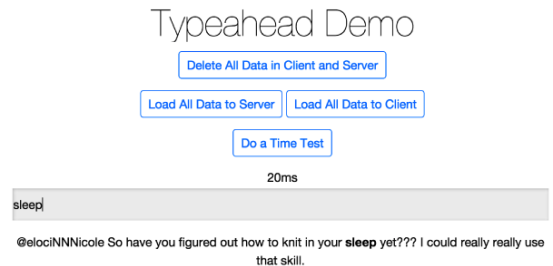 Typeahead Demo
Delete All Data in Client and Server
Load All Data to Server Load All Data to Client
Do a Time Test
20ms
sleep
@elociNNNicole So have you figured out how to knit in your sleep yet??? I could really really use
that skill.